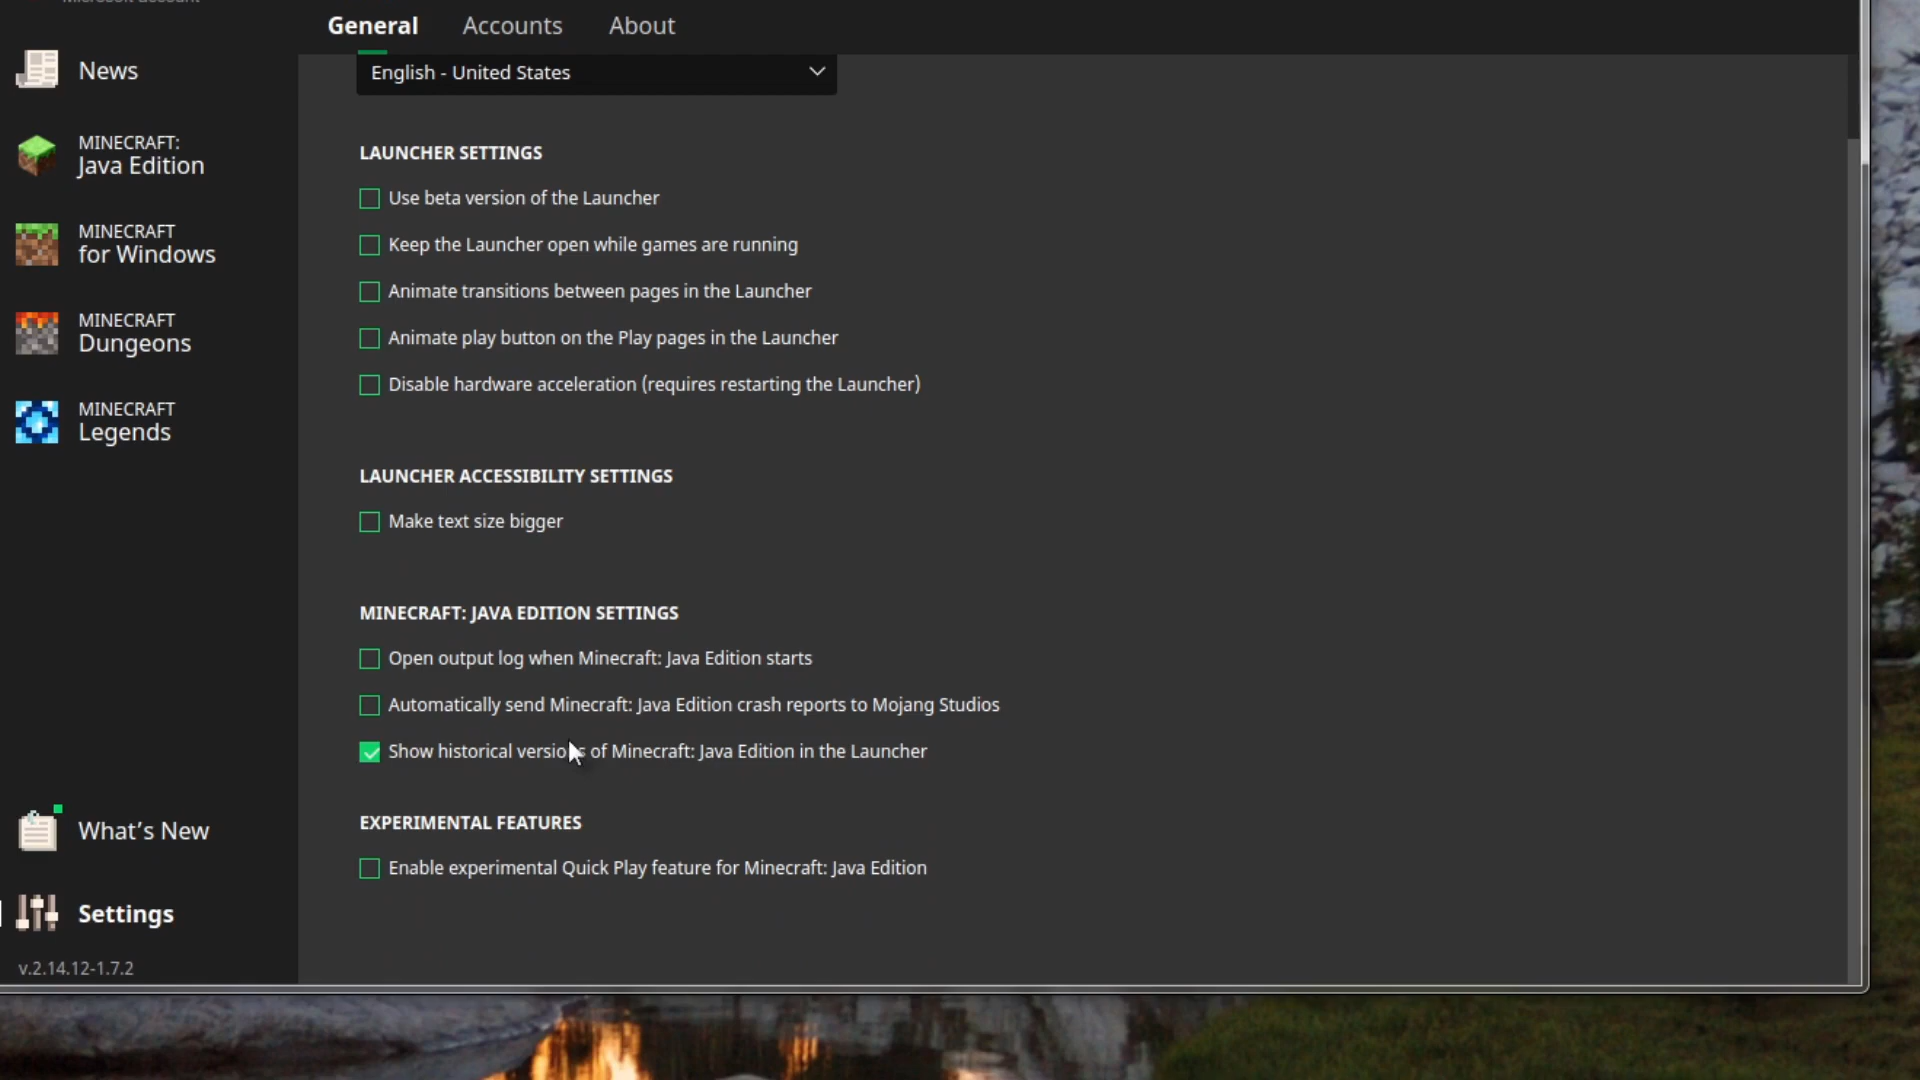 Microsoft account
General
Accounts
About
News
MINECRAFT:
Java Edition
MINECRAFT
for Windows
MINECRAFT
Dungeons
MINECRAFT
Legends
What's New
Settings
v.2.14.12-1.7.2
English - United States
LAUNCHER SETTINGS
Use beta version of the Launcher
Keep the Launcher open while games are running
Animate transitions between pages in the Launcher
Animate play button on the Play pages in the Launcher
Disable hardware acceleration (requires restarting the Launcher)
LAUNCHER ACCESSIBILITY SETTINGS
Make text size bigger
MINECRAFT: JAVA EDITION SETTINGS
Open output log when Minecraft: Java Edition starts
Automatically send Minecraft: Java Edition crash reports to Mojang Studios
Show historical versions of Minecraft: Java Edition in the Launcher
EXPERIMENTAL FEATURES
Enable experimental Quick Play feature for Minecraft: Java Edition